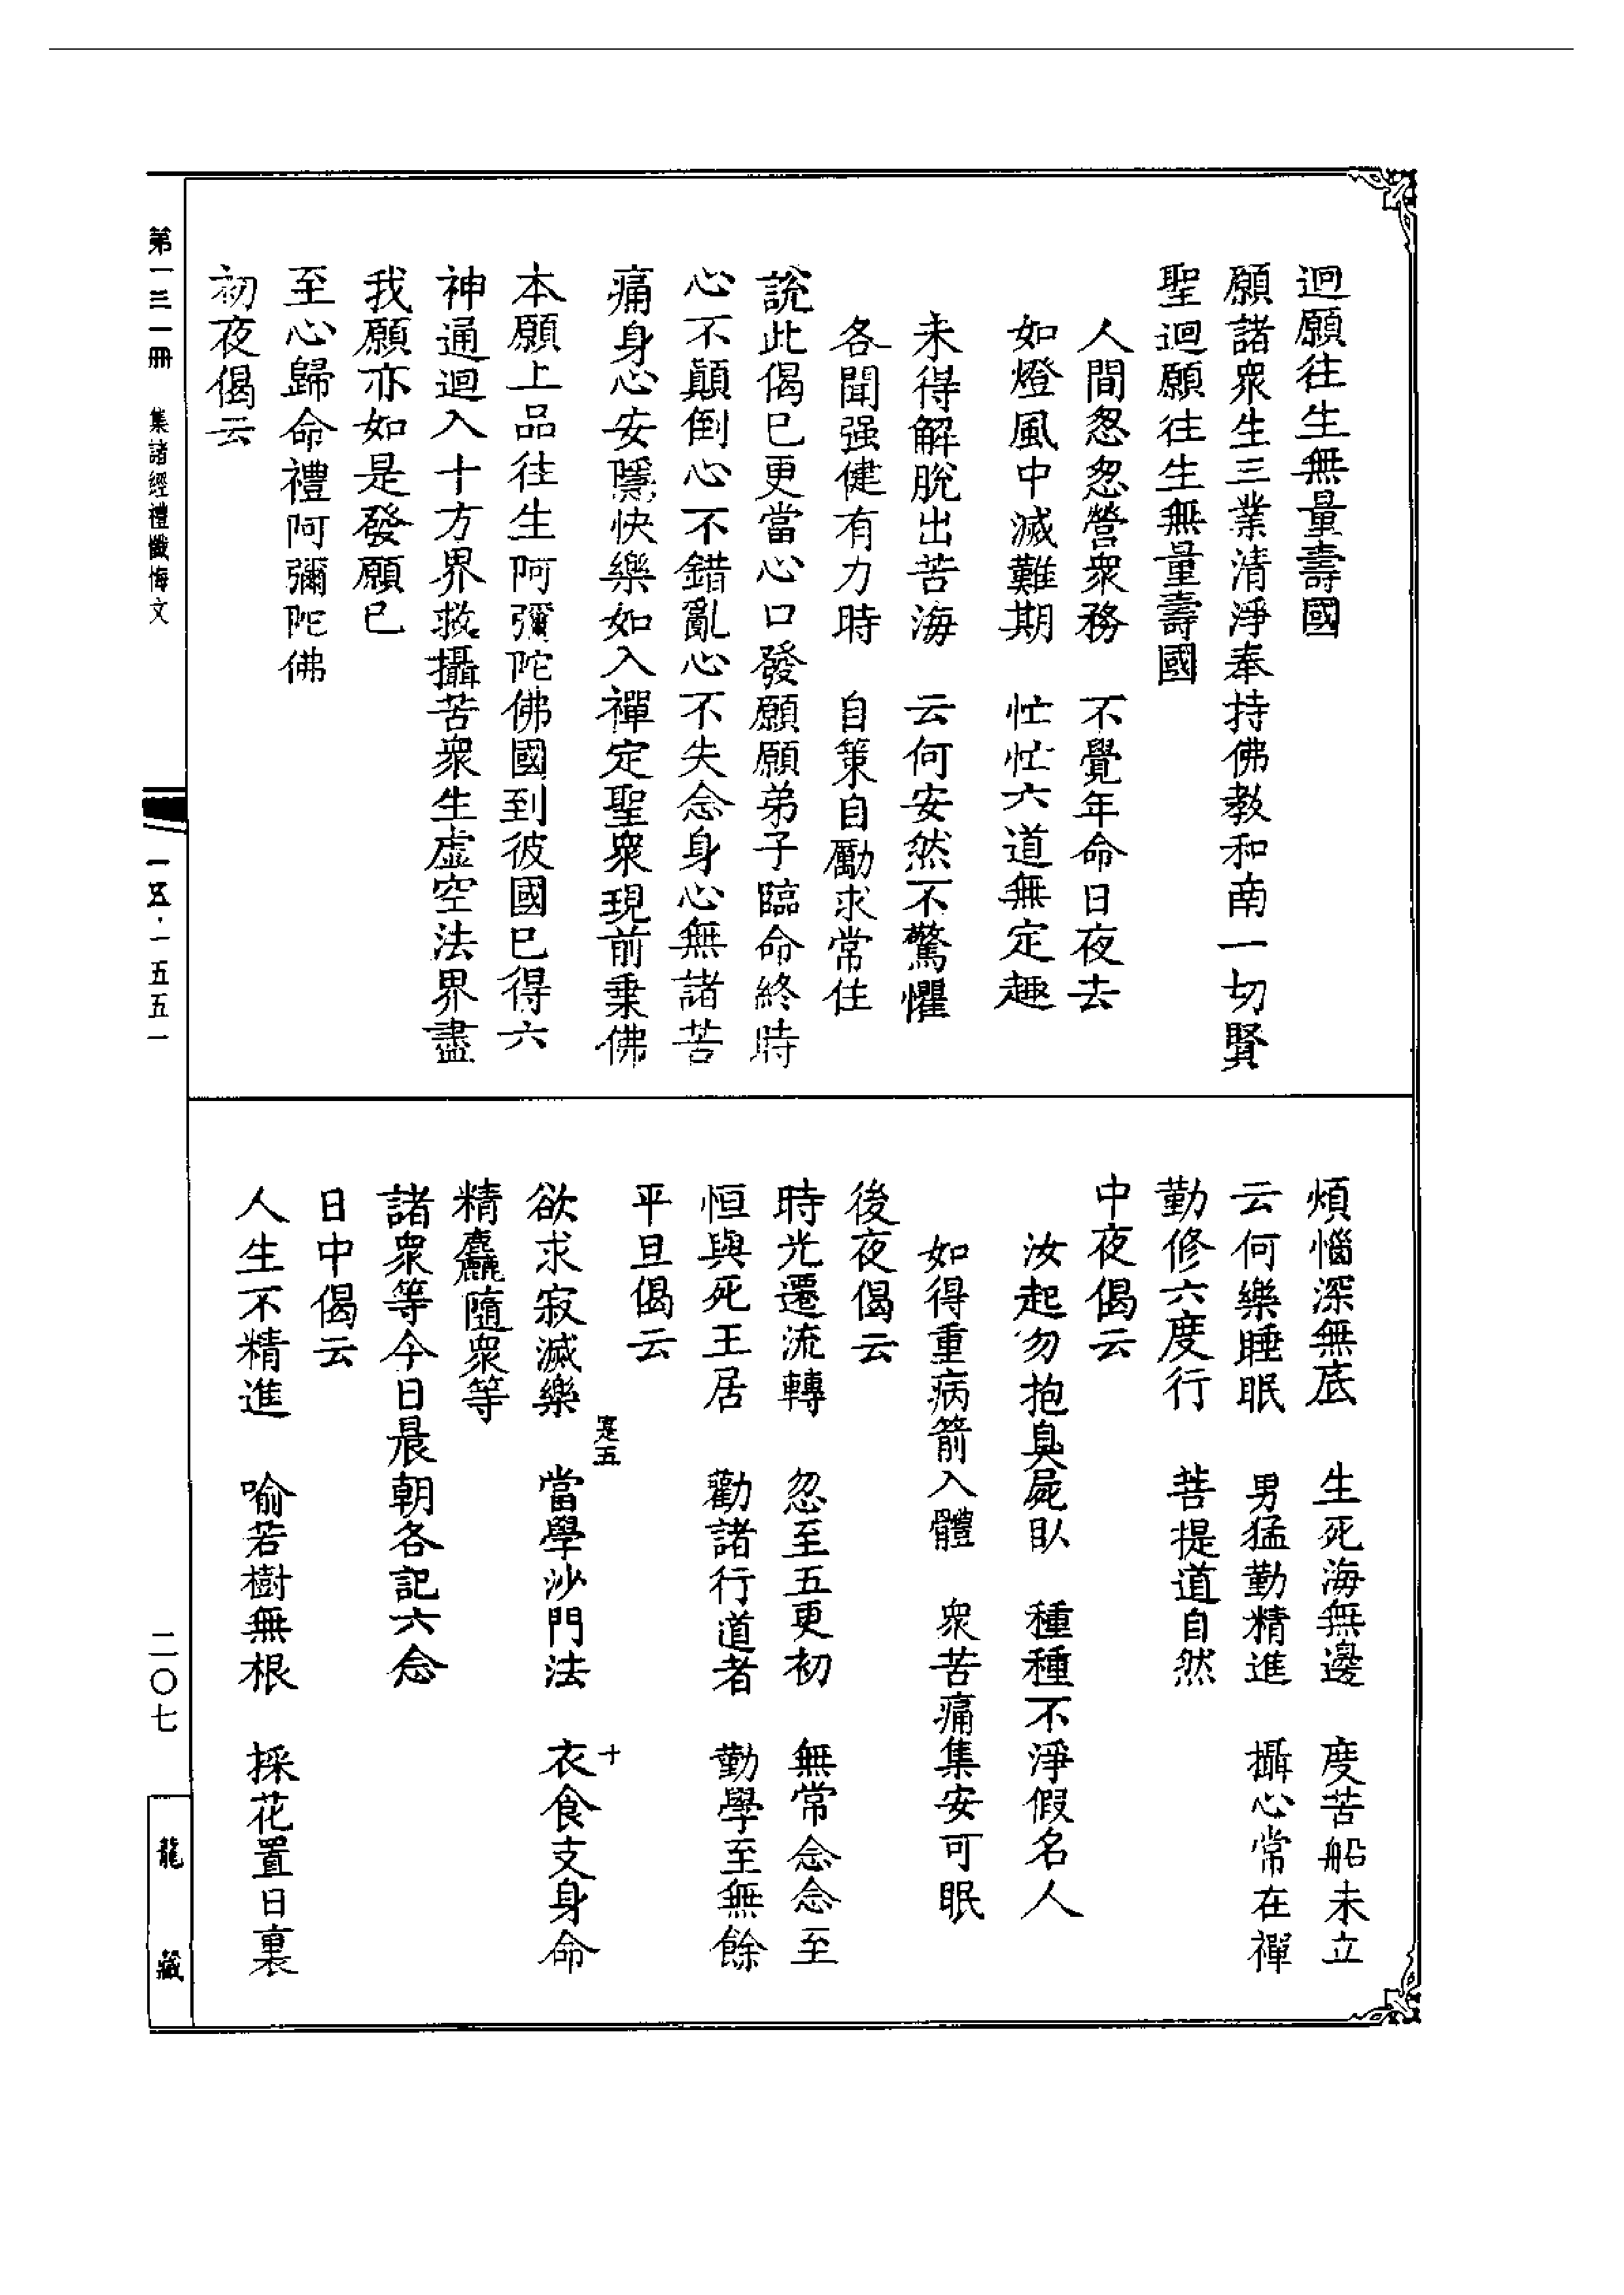 迴願往生無量壽國
願諸衆生三業清淨奉持佛教和南一切賢
聖迴願往生無量壽國
人間怱怱營衆務　不覺年命日夜去
如燈風中滅難期　忙忙六道無定趣
未得解脫出苦海　云何安然不驚懼
各聞强健有力時　自策自勵求常住
說此偈已更當心口發願願弟子臨命終時
心不顛倒心不錯亂心不失念身心無諸苦
痛身心安隱快樂如入禪定聖衆現前乗佛
本願上品往生阿彌陀佛國到彼國已得六
神通迴入十方界救攝苦衆生虛空法界盡
我願亦如是發願已
至心歸命禮阿彌陀佛
初夜偈云
煩惱深無底　生死海無邊　度苦船未立
云何樂睡眠　男猛勤精進　攝心常在禪
勤修六度行　菩提道自然
中夜偈云
汝起勿抱臭屍臥　種種不淨假名人
如得重病箭入體　衆苦痛集安可眠
後夜偈云
時光遷流轉　忽至五更初　無常念念至
恒與死王居　勸諸行道者　勤學至無餘
平旦偈云
欲求寂滅樂　當學沙門法　衣食支身命
精麤隨衆等
諸衆等今日晨朝各記六念
日中偈云
人生不精進　喻若樹無根　採花置日裏
第一三一冊　集諸經禮懺悔文
一五五一
二〇七
龍藏
十